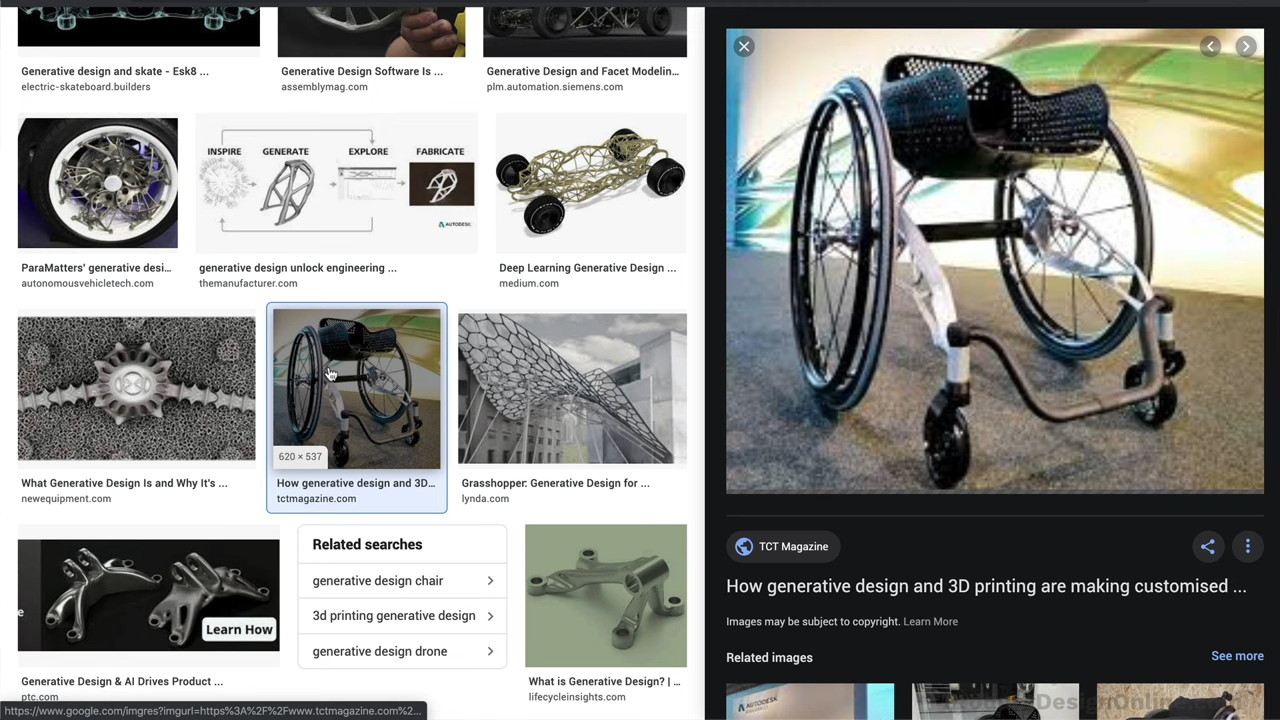 Generative design and skate - Esk8 ...
electric-skateboard.builders
Generative Design Software Is ...
assemblymag.com
Generative Design and Facet Modelin...
plm.automation.siemens.com
INSPIRE
GENERATE
EXPLORE
FABRICATE
AUTODESK
ParaMatters' generative desi...
autonomousvehicletech.com
generative design unlock engineering ...
themanufacturer.com
Deep Learning Generative Design ...
medium.com
620 × 537
What Generative Design Is and Why It's ...
newequipment.com
How generative design and 3D...
tctmagazine.com
Grasshopper: Generative Design for ...
lynda.com
e
Learn How
Generative Design & AI Drives Product ...
ptc.com
Related searches
generative design chair
3d printing generative design
generative design drone
What is Generative Design? | ...
lifecycleinsights.com
https://www.google.com/imgres?imgurl=https%3A%2F%2Fwww.tctmagazine.com%2...
TCT Magazine
How generative design and 3D printing are making customised ...
Images may be subject to copyright. Learn More
Related images
See more
AUTODESK